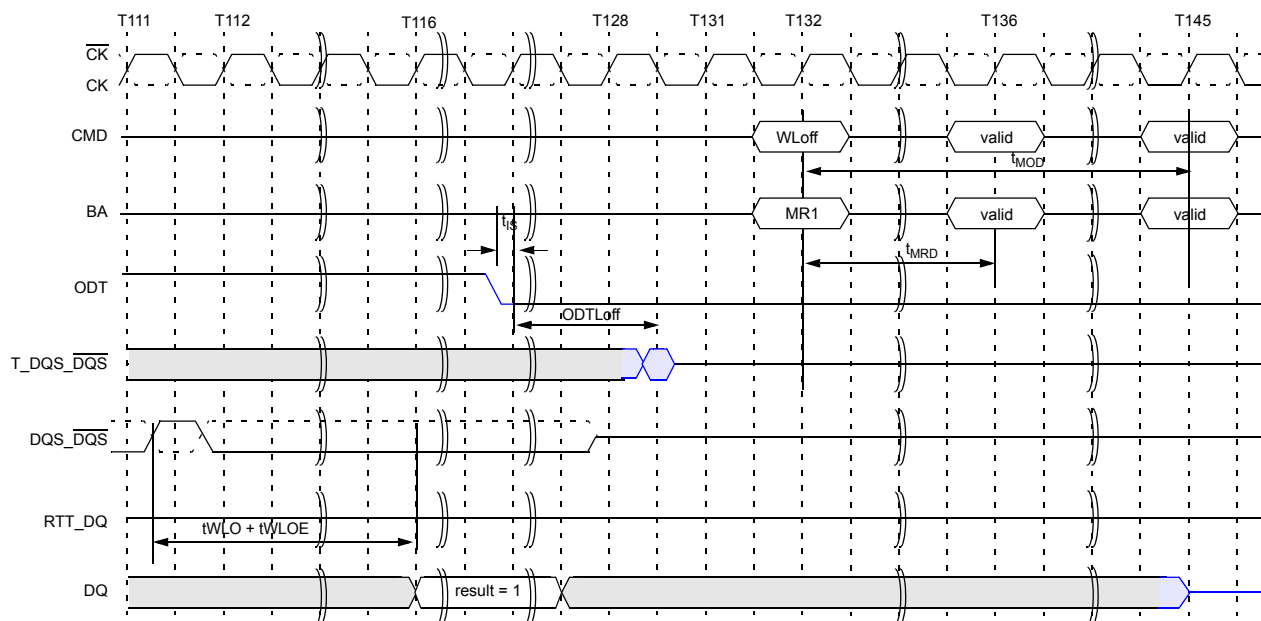 T111 T112 T116 T128 T131 T132 T136 T145
CK
CK
CMD WLoff valid valid
tMOD
BA MR1 valid valid
tIS
tMRD
ODT
ODTLoff
T_DQS_DQS
DQS_DQS
RTT_DQ
tWLO + tWLOE
DQ result = 1